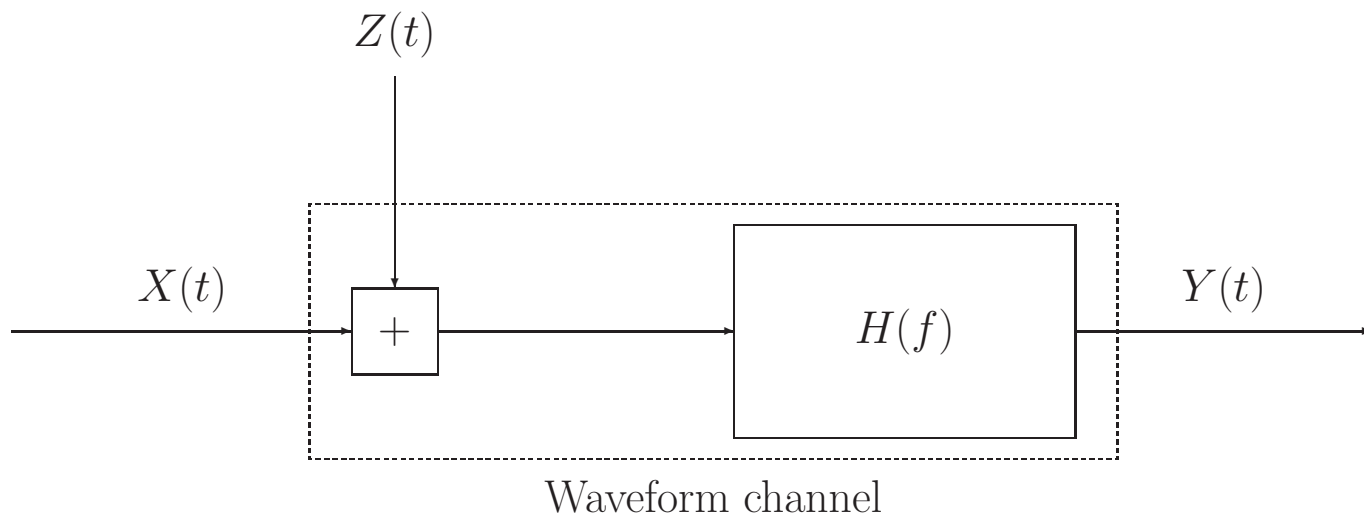 Z(t)
X(t)
+
H(f)
Y(t)
Waveform channel